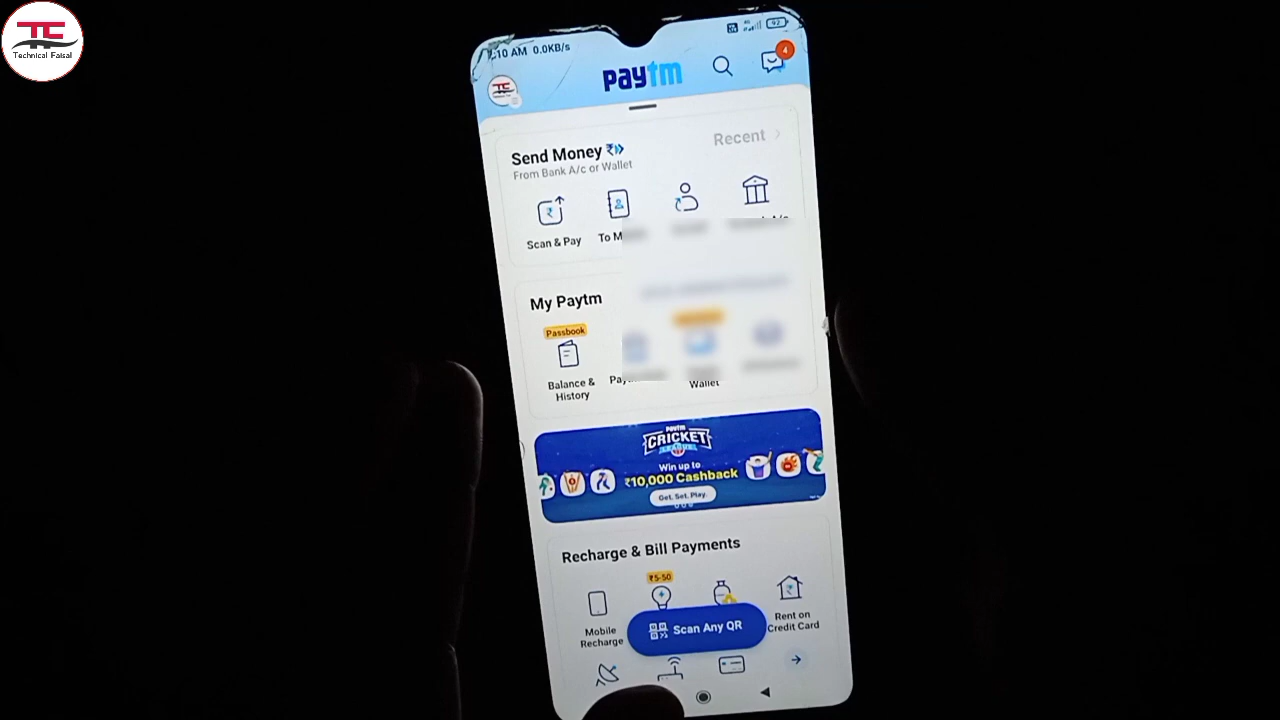 TC
Technical Faisal
:10 AM 0.0KB/s
92
paytm
4
Send Money ₹
Recent >
From Bank A/c or Wallet
Scan & Pay
To M
My Paytm
Passbook
Balance &
History
Wallet
paytm
CRICKET
LEAGUE
Win up to
₹10,000 Cashback
Get. Set. Play.
Recharge & Bill Payments
₹5-50
Mobile
Recharge
Scan Any QR
Rent on
Credit Card